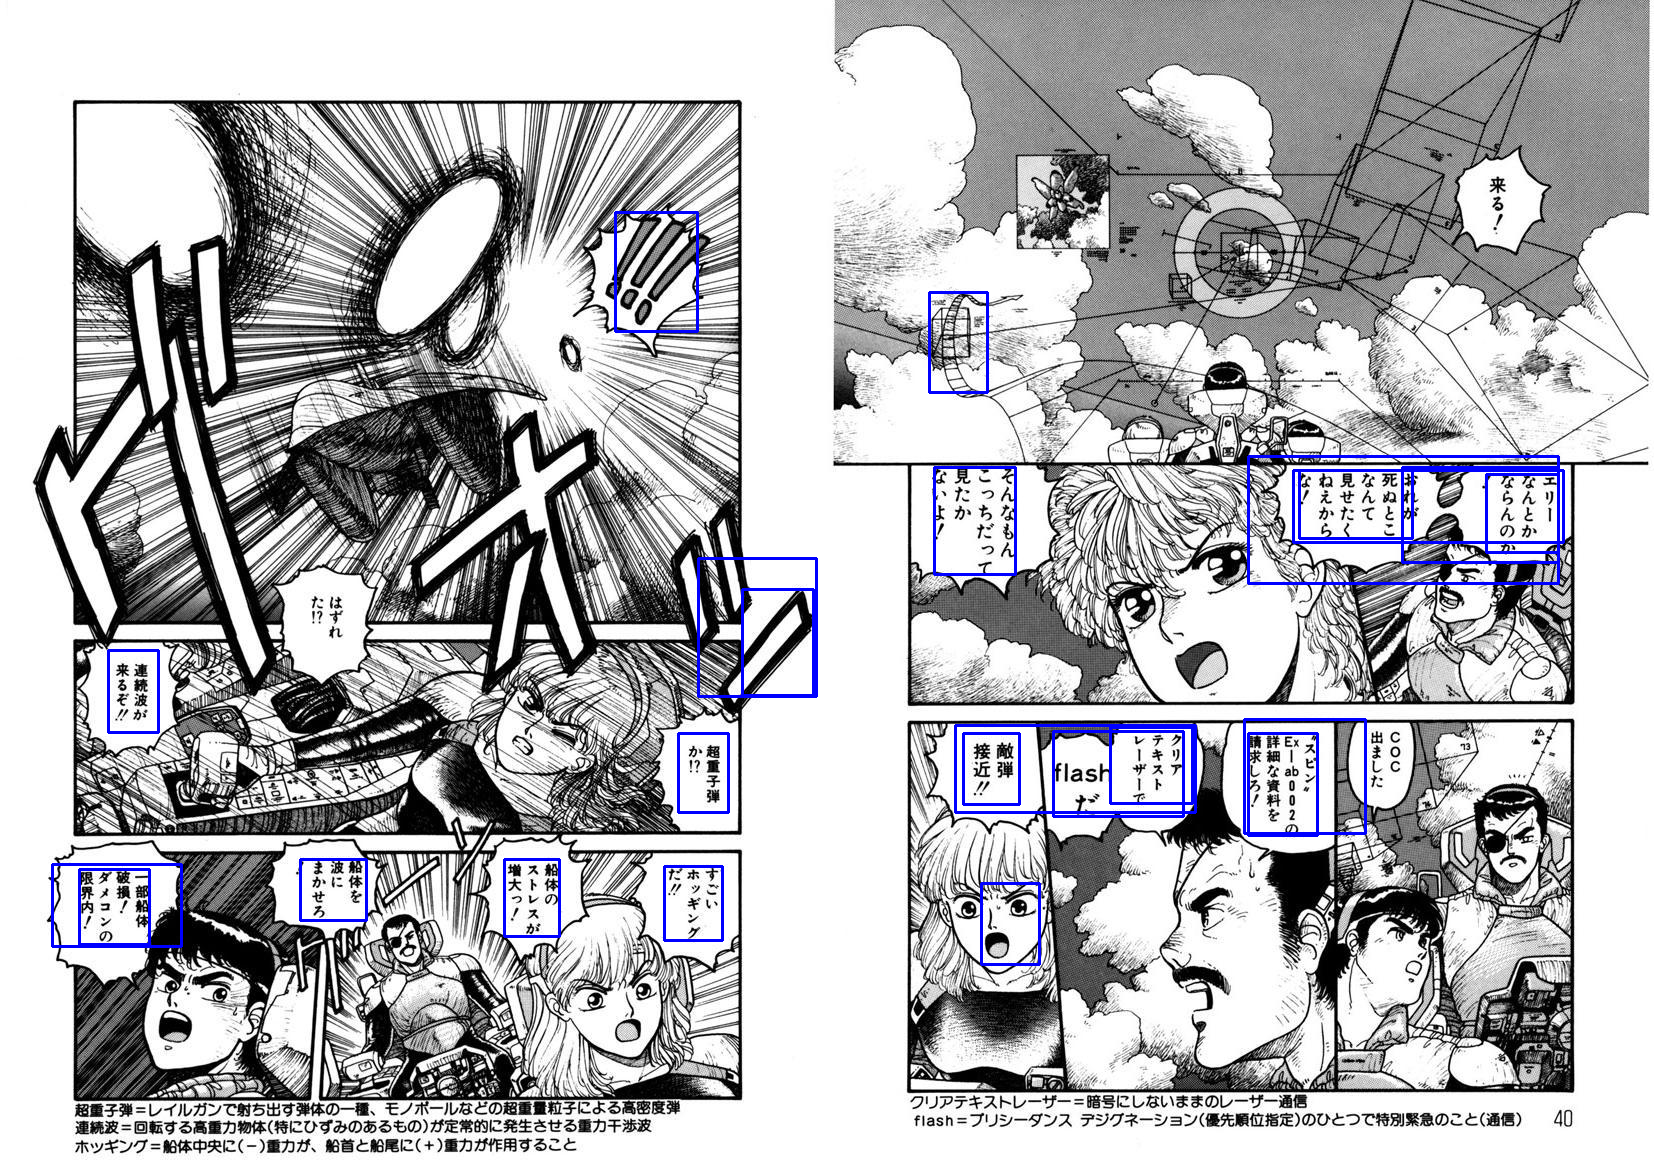 来る!
エリー
なんとか
ならんのか
おれが
死ぬとこ
なんて
見せたく
ねえから
な!
そんなもん
こっちだって
見たか
ないよ!
COC
出ました
“スピン”
Ex
E-lab002の
詳細な資料を
請求しろ!
クリア
テキスト
レーザーで
flash
だ
敵弾
接近!!
クリアテキストレーザー=暗号にしないままのレーザー通信
flash=プリシーダンス デジグネーション(優先順位指定)のひとつで特別緊急のこと(通信)
40
!!!
ドオッ
はずれ
た!?
超重子弾
か!?
連続波が
来るぞ!!
すごい
ホッギング
だ!!
船体の
ストレスが
増大っ!
船体を
波に
まかせろ
一部船体
破損!
ダメコンの
限界内!
超重子弾=レイルガンで射ち出す弾体の一種、モノポールなどの超重量粒子による高密度弾
連続波=回転する高重力物体(特にひずみのあるもの)が定常的に発生させる重力干渉波
ホッギング=船体中央に(-)重力が、船首と船尾に(+)重力が作用すること